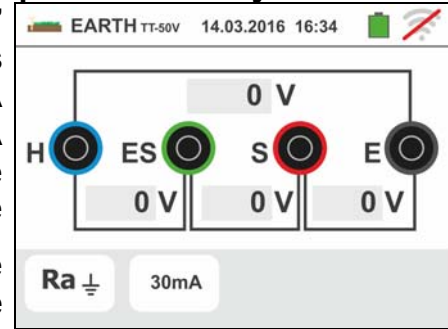 EARTH TT-50V 14.03.2016 16:34
0 V
H ES S E
0 V 0 V 0 V
Ra 30mA